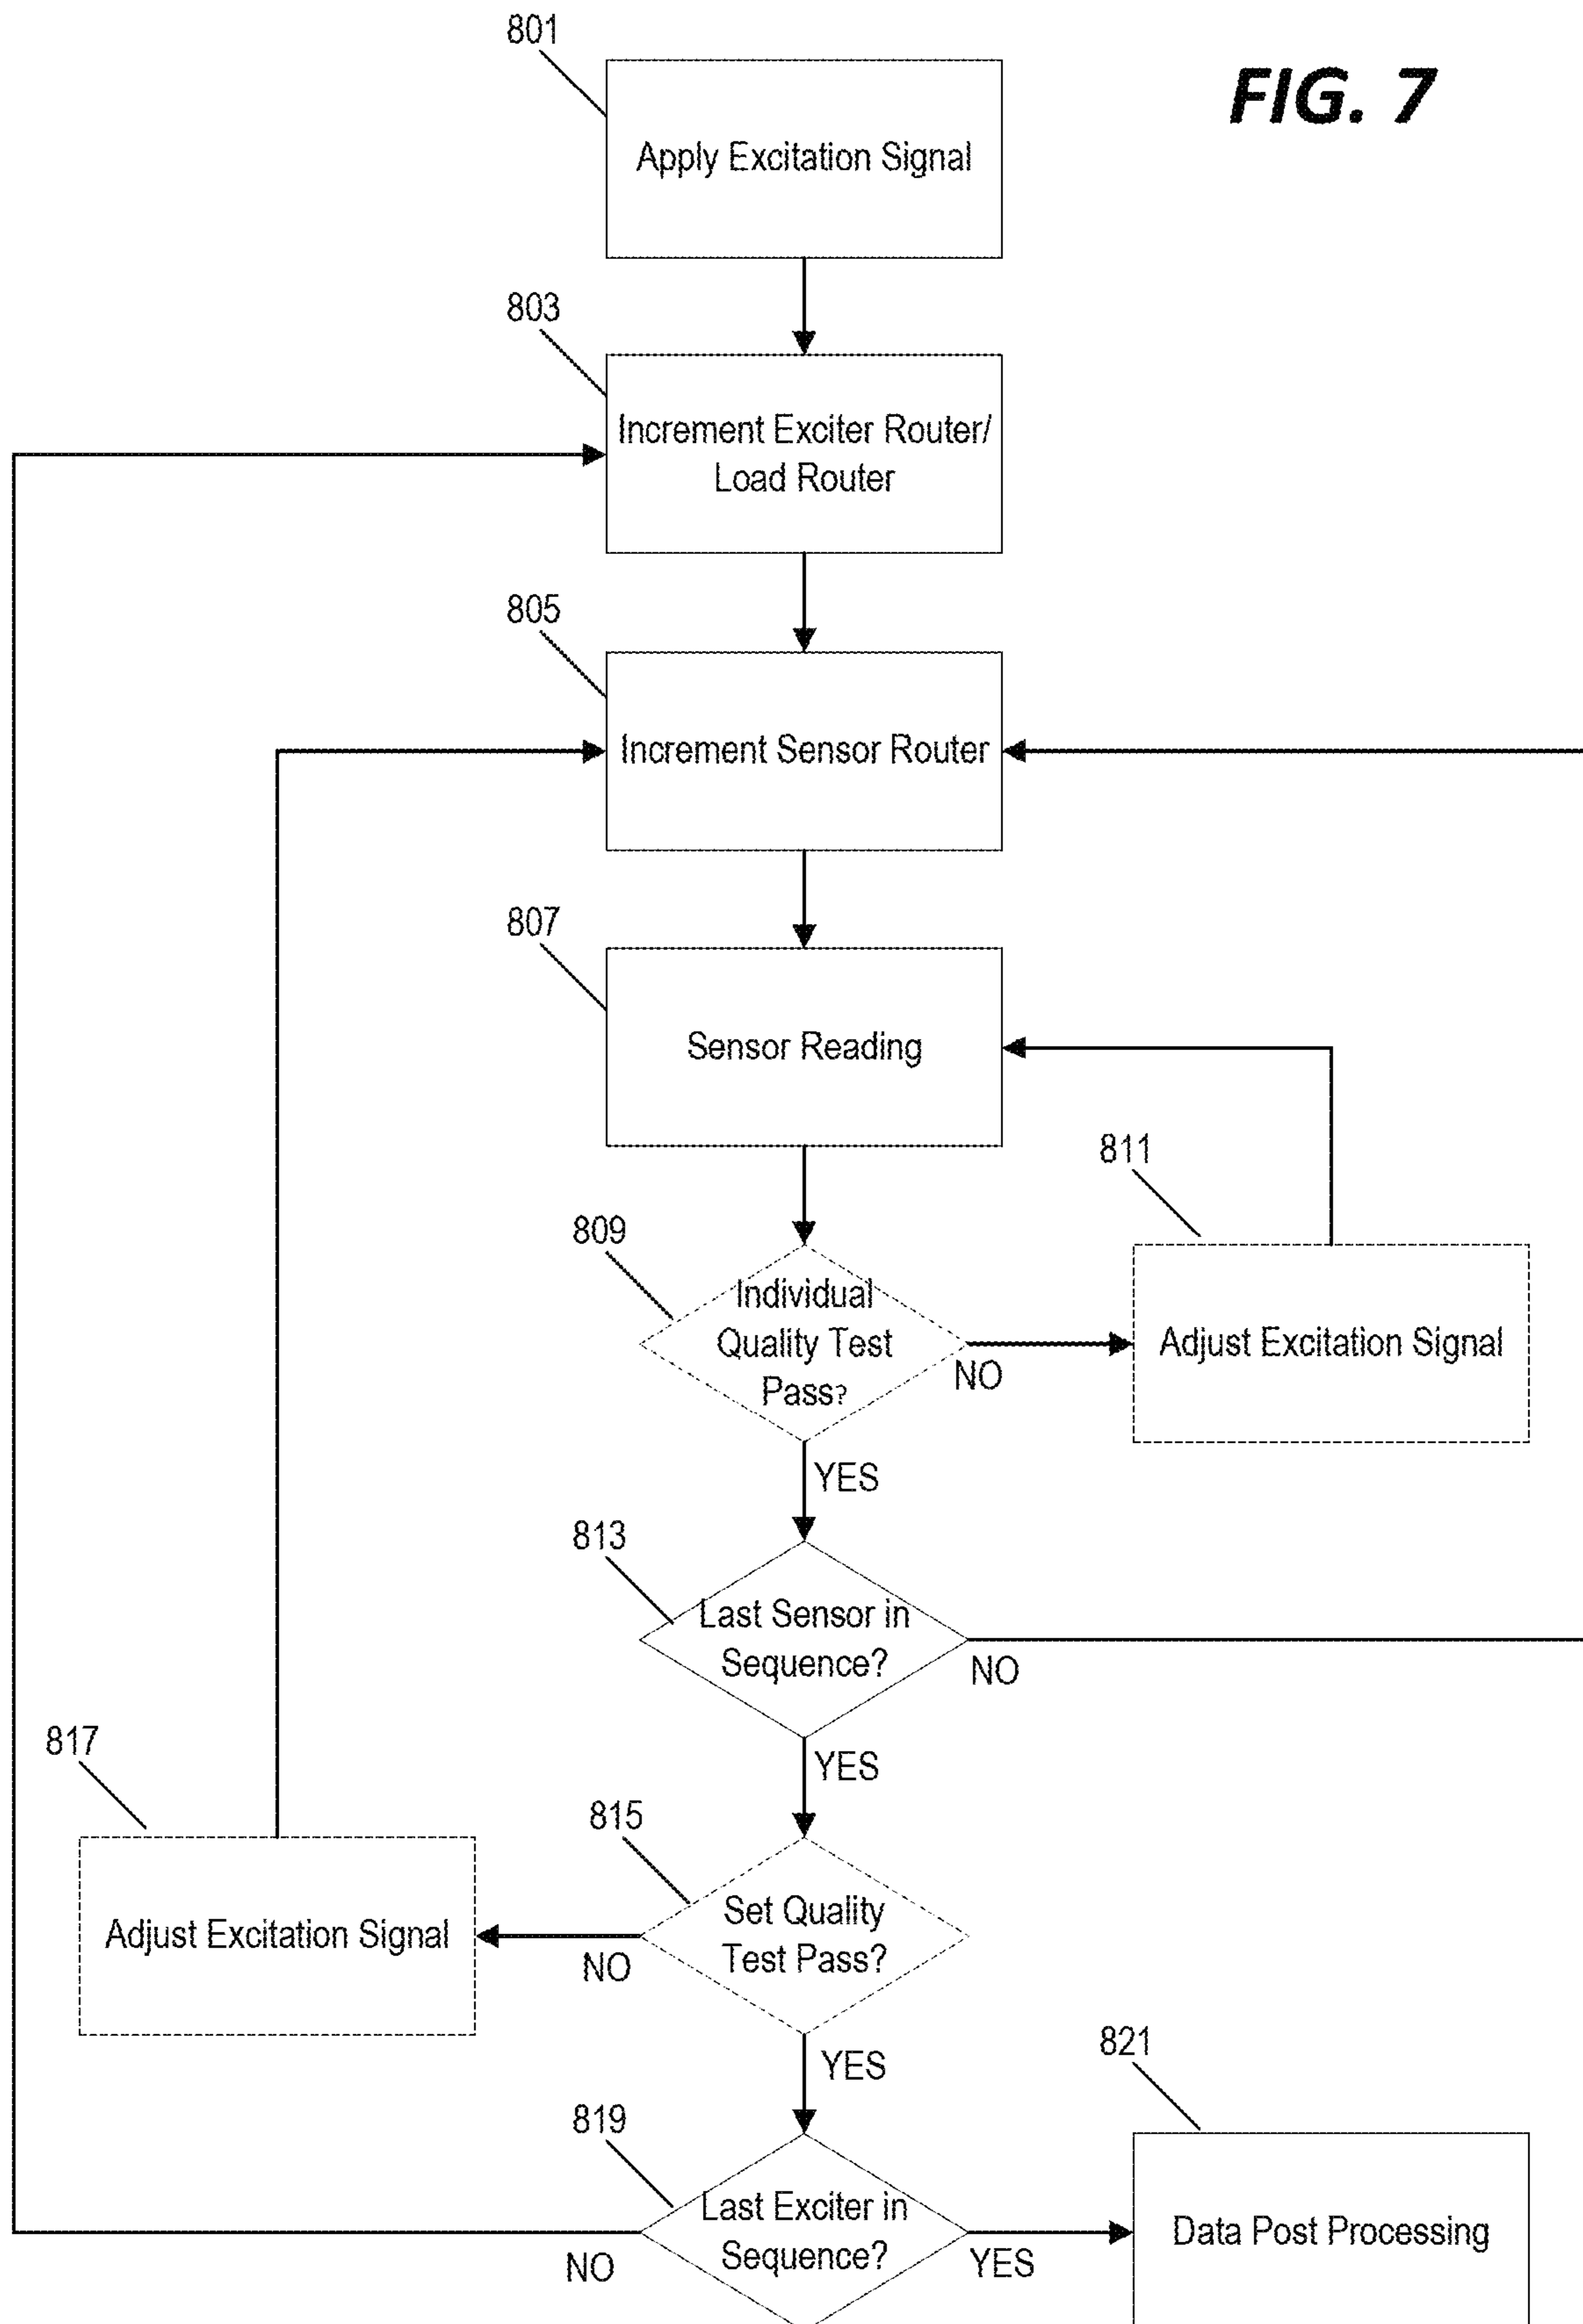 801
FIG. 7
Apply Excitation Signal
803
Increment Exciter Router/
Load Router
805
Increment Sensor Router
807
Sensor Reading
811
809
Individual
Quality Test
Pass?
NO
Adjust Excitation Signal
YES
813
Last Sensor in
Sequence?
NO
817
YES
815
Set Quality
Test Pass?
NO
Adjust Excitation Signal
YES
821
819
Last Exciter in
Sequence?
NO
YES
Data Post Processing